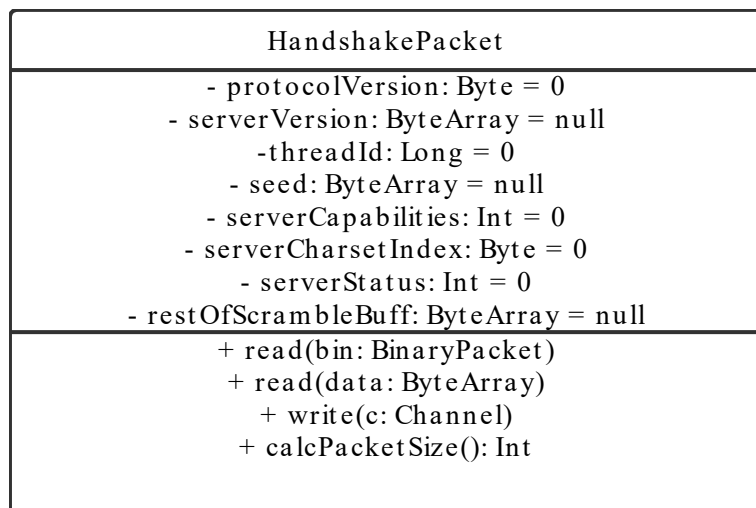 HandshakePacket
- protocolVersion: Byte = 0
- serverVersion: ByteArray = null
-threadId: Long = 0
- seed: ByteArray = null
- serverCapabilities: Int = 0
- serverCharsetIndex: Byte = 0
- serverStatus: Int = 0
- restOfScrambleBuff: ByteArray = null
+ read(bin: BinaryPacket)
+ read(data: ByteArray)
+ write(c: Channel)
+ calcPacketSize(): Int